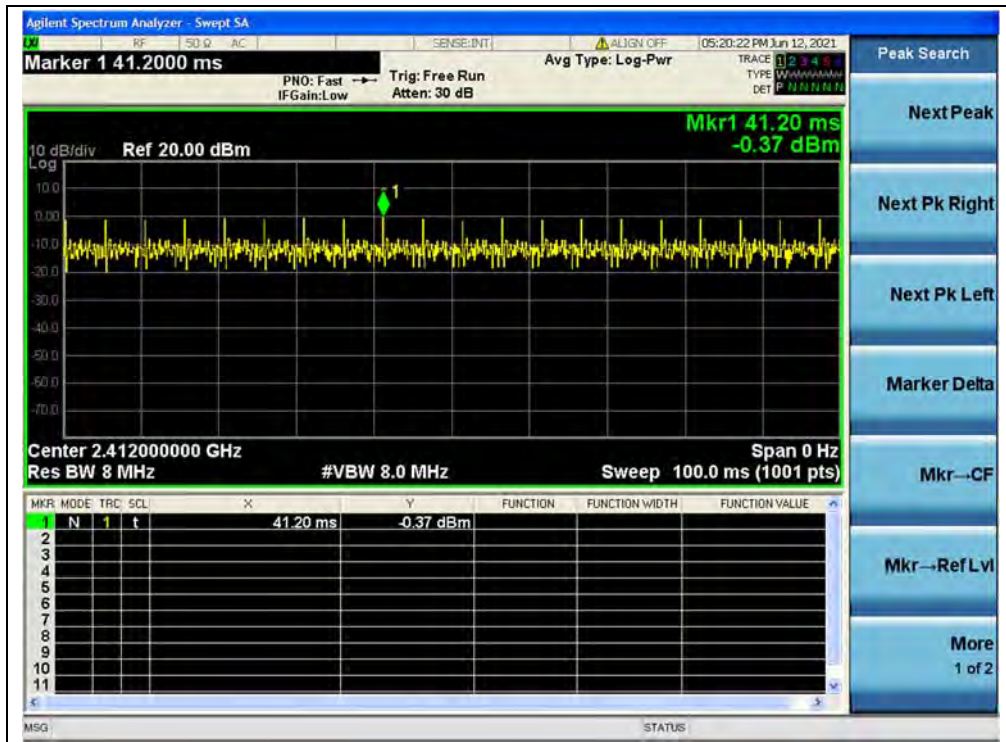 Agilent Spectrum Analyzer - Swept SA
LXI RF 50 Ω AC SENSE:INT ALIGN OFF 05:20:22 PM Jun 12, 2021
Marker 1 41.2000 ms
PNO: Fast
IFGain:Low
Trig: Free Run
Atten: 30 dB
Avg Type: Log-Pwr
TRACE 1 2 3 4 5 6
TYPE W
DET P N N N N N
Peak Search
Mkr1 41.20 ms
-0.37 dBm
10 dB/div Ref 20.00 dBm
Log
10.0
0.00
-10.0
-20.0
-30.0
-40.0
-50.0
-60.0
-70.0
1
Center 2.412000000 GHz Span 0 Hz
Res BW 8 MHz #VBW 8.0 MHz Sweep 100.0 ms (1001 pts)
MKR MODE TRC SCL X Y FUNCTION FUNCTION WIDTH FUNCTION VALUE
1 N 1 t 41.20 ms -0.37 dBm
2
3
4
5
6
7
8
9
10
11
MSG STATUS
Next Peak
Next Pk Right
Next Pk Left
Marker Delta
Mkr→CF
Mkr→Ref Lvl
More
1 of 2